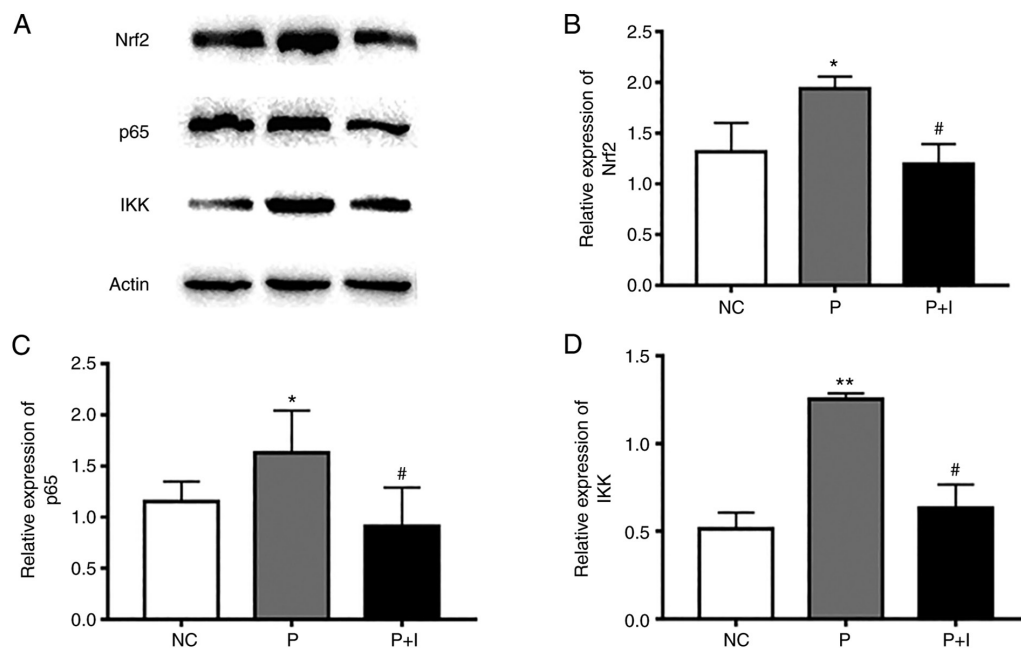 A
Nrf2
p65
IKK
Actin
B
Relative expression of
Nrf2
2.5
2.0
1.5
1.0
0.5
0.0
*
#
NC P P+I
C
Relative expression of
p65
2.5
2.0
1.5
1.0
0.5
0.0
*
#
NC P P+I
D
Relative expression of
IKK
1.5
1.0
0.5
0.0
**
#
NC P P+I